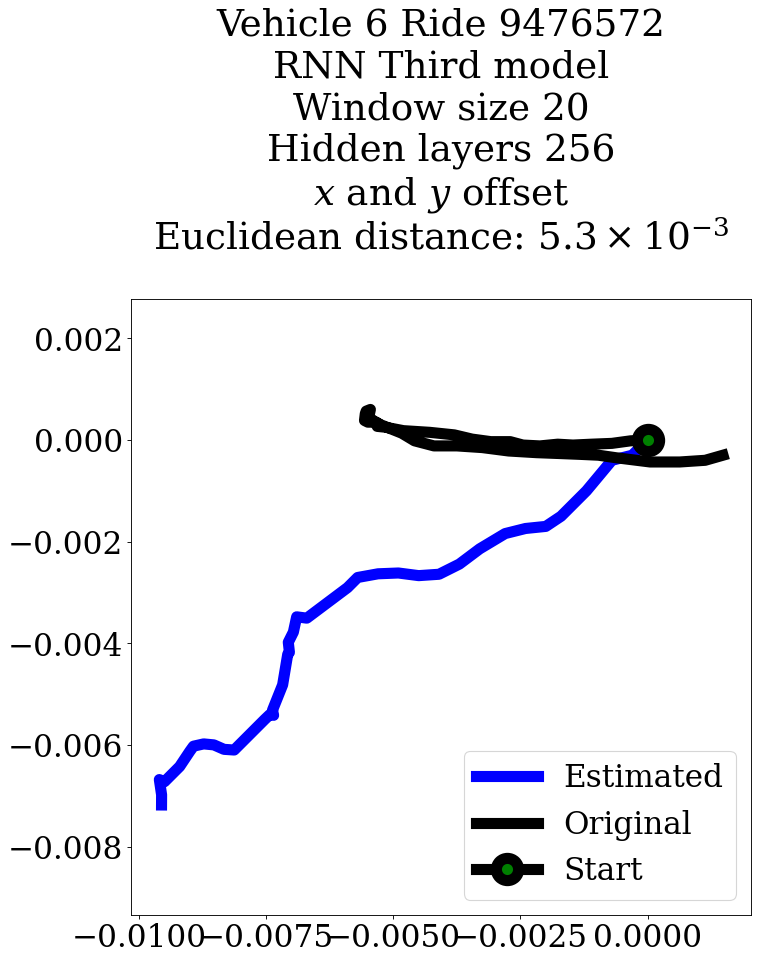 Vehicle 6 Ride 9476572
RNN Third model
Window size 20
Hidden layers 256
x and y offset
Euclidean distance: 5.3 × 10⁻³
0.002
0.000
−0.002
−0.004
−0.006
−0.008
Estimated
Original
Start
−0.0100 −0.0075 −0.0050 −0.0025 0.0000